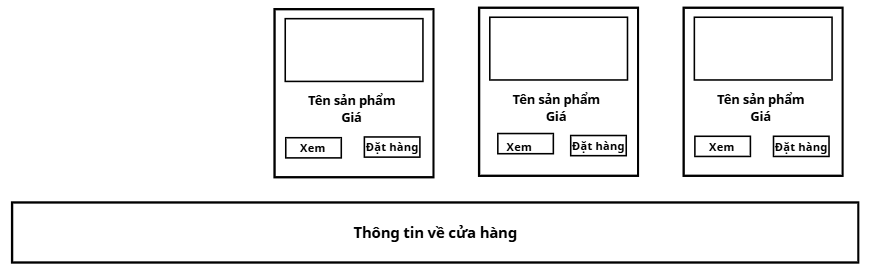 Tên sản phẩm
Giá
Xem
Đặt hàng
Tên sản phẩm
Giá
Xem
Đặt hàng
Tên sản phẩm
Giá
Xem
Đặt hàng
Thông tin về cửa hàng